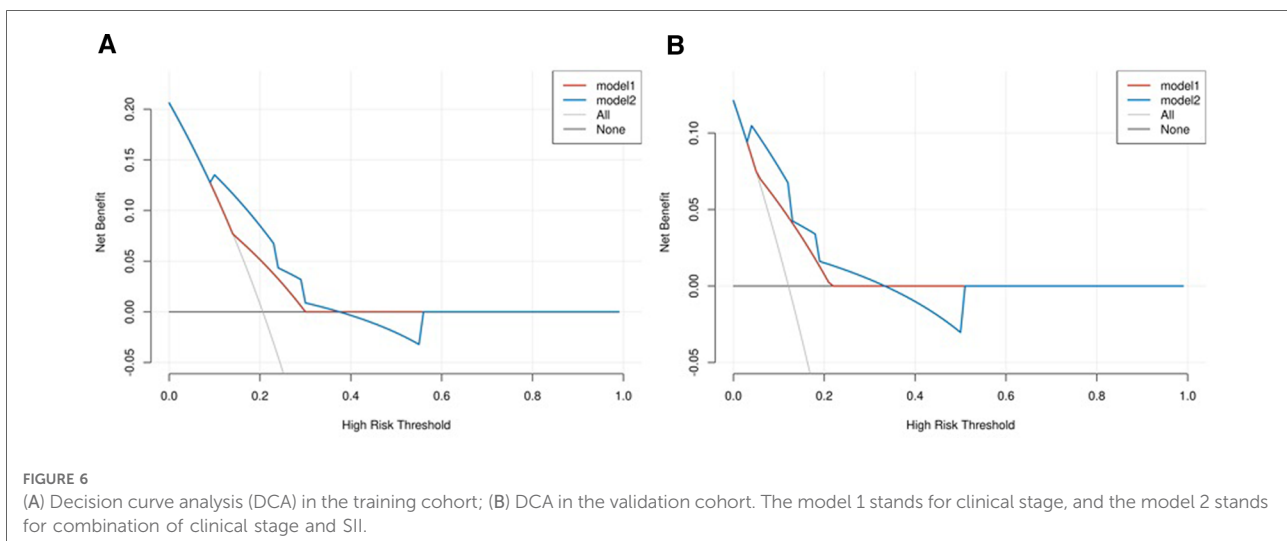 A
model1
model2
All
None
0.20
0.15
0.10
0.05
0.00
-0.05
Net Benefit
0.0 0.2 0.4 0.6 0.8 1.0
High Risk Threshold
B
model1
model2
All
None
0.10
0.05
0.00
-0.05
Net Benefit
0.0 0.2 0.4 0.6 0.8 1.0
High Risk Threshold
FIGURE 6
(A) Decision curve analysis (DCA) in the training cohort; (B) DCA in the validation cohort. The model 1 stands for clinical stage, and the model 2 stands
for combination of clinical stage and SII.